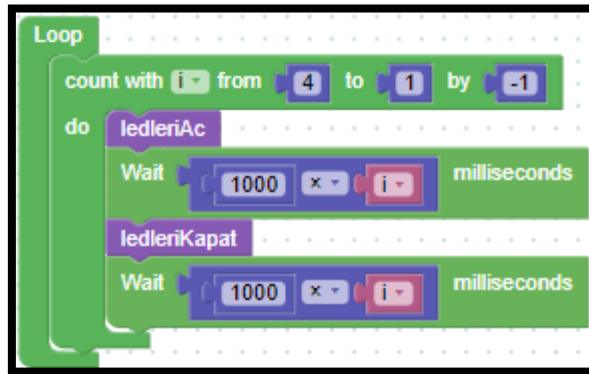 Loop
count with i from 4 to 1 by -1
do ledleriAc
Wait 1000 × i milliseconds
ledleriKapat
Wait 1000 × i milliseconds